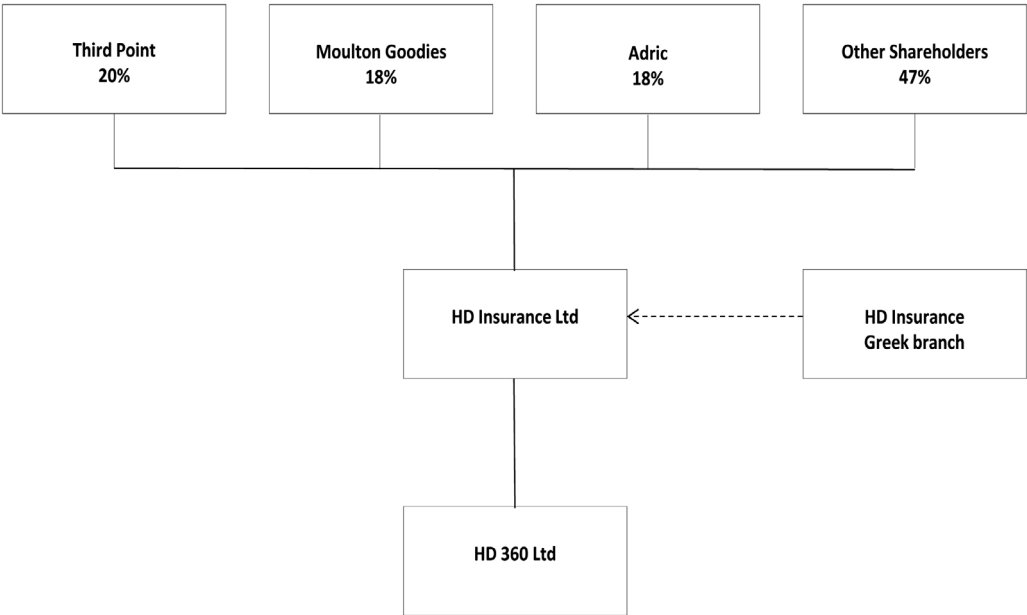 Third Point
20%
Moulton Goodies
18%
Adric
18%
Other Shareholders
47%
HD Insurance Ltd
HD Insurance
Greek branch
HD 360 Ltd